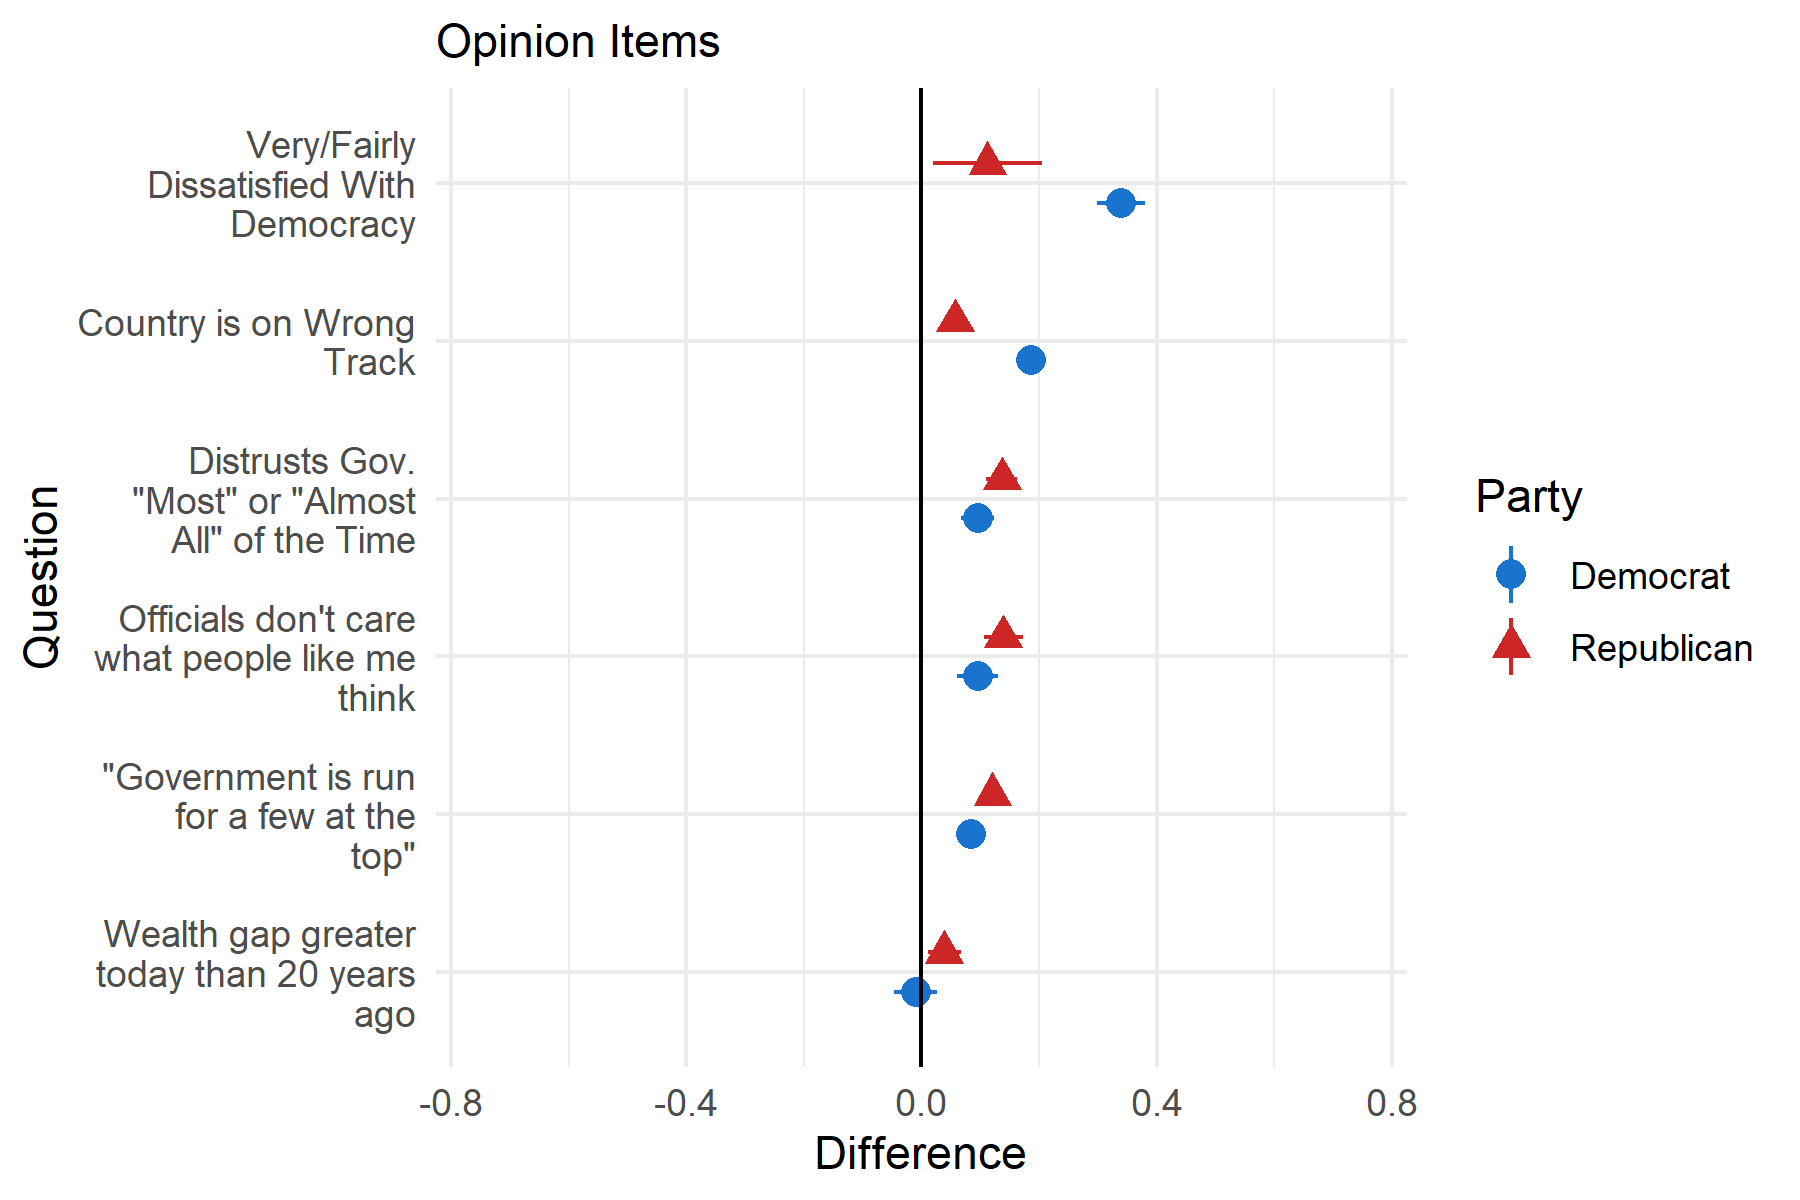 Opinion Items
Very/Fairly
Dissatisfied With
Democracy
Country is on Wrong
Track
Distrusts Gov.
"Most" or "Almost
All" of the Time
Officials don't care
what people like me
think
"Government is run
for a few at the
top"
Wealth gap greater
today than 20 years
ago
Question
-0.8 -0.4 0.0 0.4 0.8
Difference
Party
Democrat
Republican